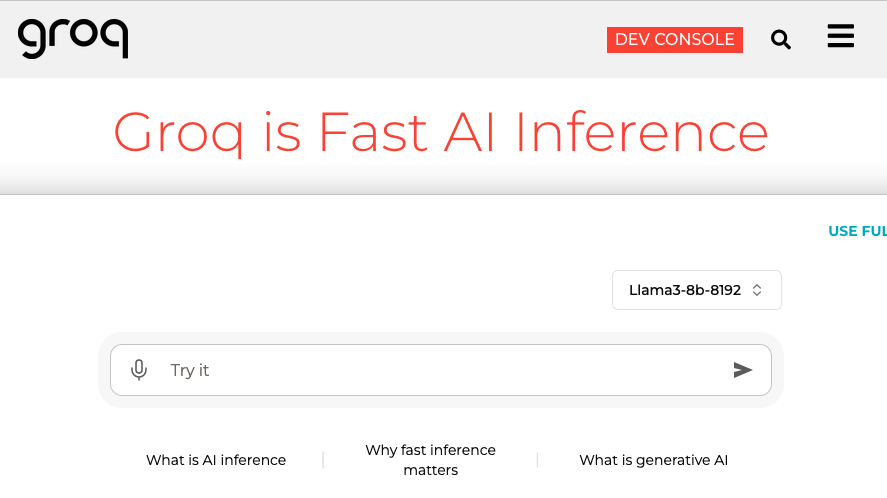 groq
DEV CONSOLE
Groq is Fast AI Inference
USE FUL
Llama3-8b-8192
Try it
What is AI inference
Why fast inference
matters
What is generative AI